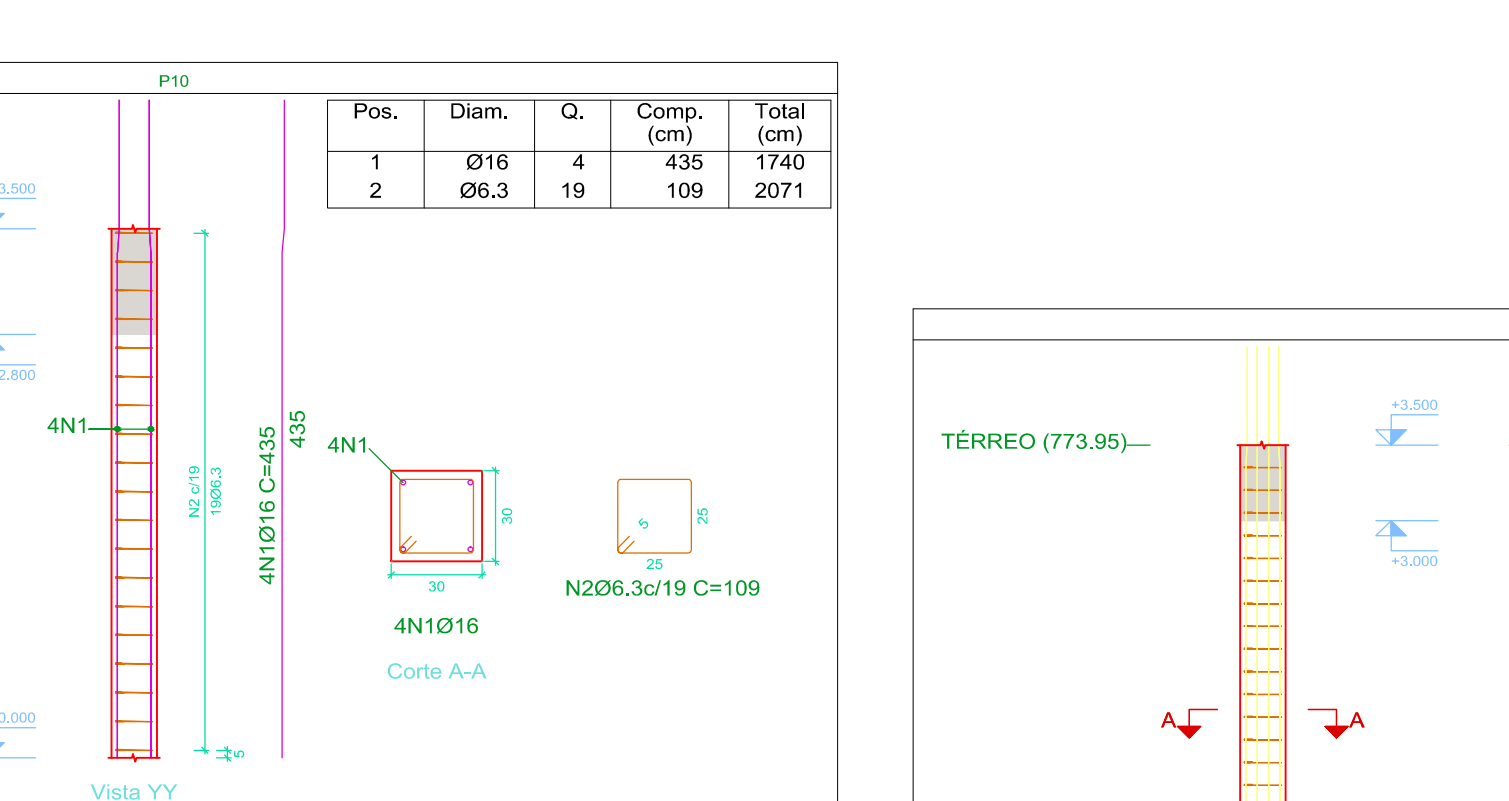 P10
Pos. Diam. Q. Comp. (cm) Total (cm)
1 Ø16 4 435 1740
2 Ø6.3 19 109 2071
3.500
2.800
4N1
N2 c/19
19Ø6.3
4N1Ø16 C=435
435
4N1
30
30
4N1Ø16
Corte A-A
5
25
25
N2Ø6.3c/19 C=109
0.000
5
Vista YY
TÉRREO (773.95)
+3.500
+3.000
A
A